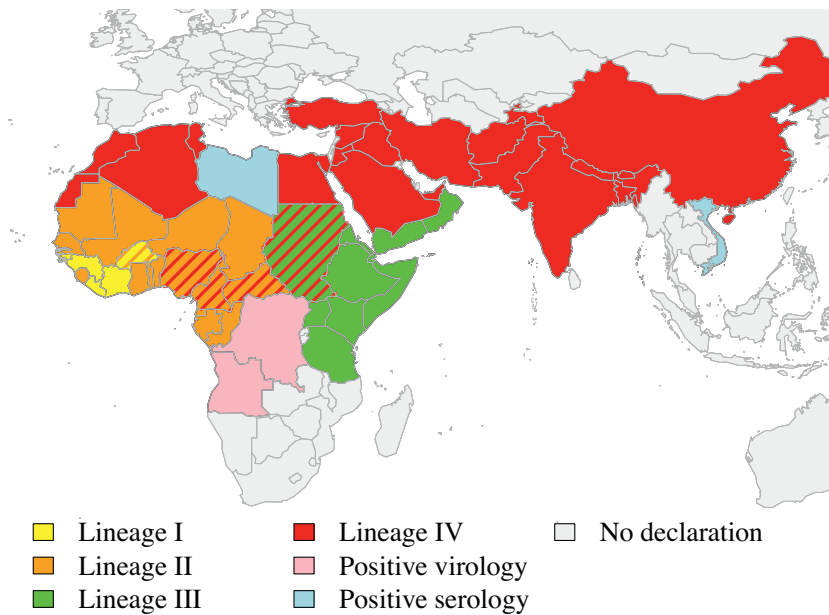 Lineage I
Lineage II
Lineage III
Lineage IV
Positive virology
Positive serology
No declaration